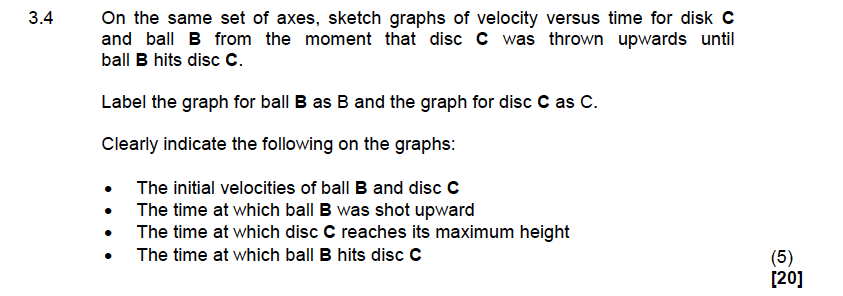 3.4 On the same set of axes, sketch graphs of velocity versus time for disk C
and ball B from the moment that disc C was thrown upwards until
ball B hits disc C.
Label the graph for ball B as B and the graph for disc C as C.
Clearly indicate the following on the graphs:
• The initial velocities of ball B and disc C
• The time at which ball B was shot upward
• The time at which disc C reaches its maximum height
• The time at which ball B hits disc C
(5)
[20]